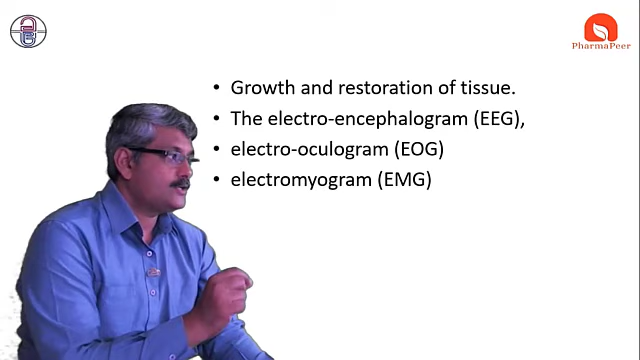 PharmaPeer
• Growth and restoration of tissue.
• The electro-encephalogram (EEG),
• electro-oculogram (EOG)
• electromyogram (EMG)